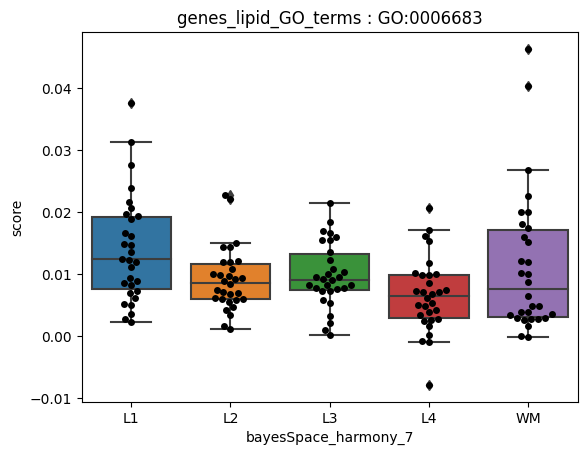 genes_lipid_GO_terms : GO:0006683
0.04
0.03
0.02
0.01
0.00
−0.01
score
L1 L2 L3 L4 WM
bayesSpace_harmony_7